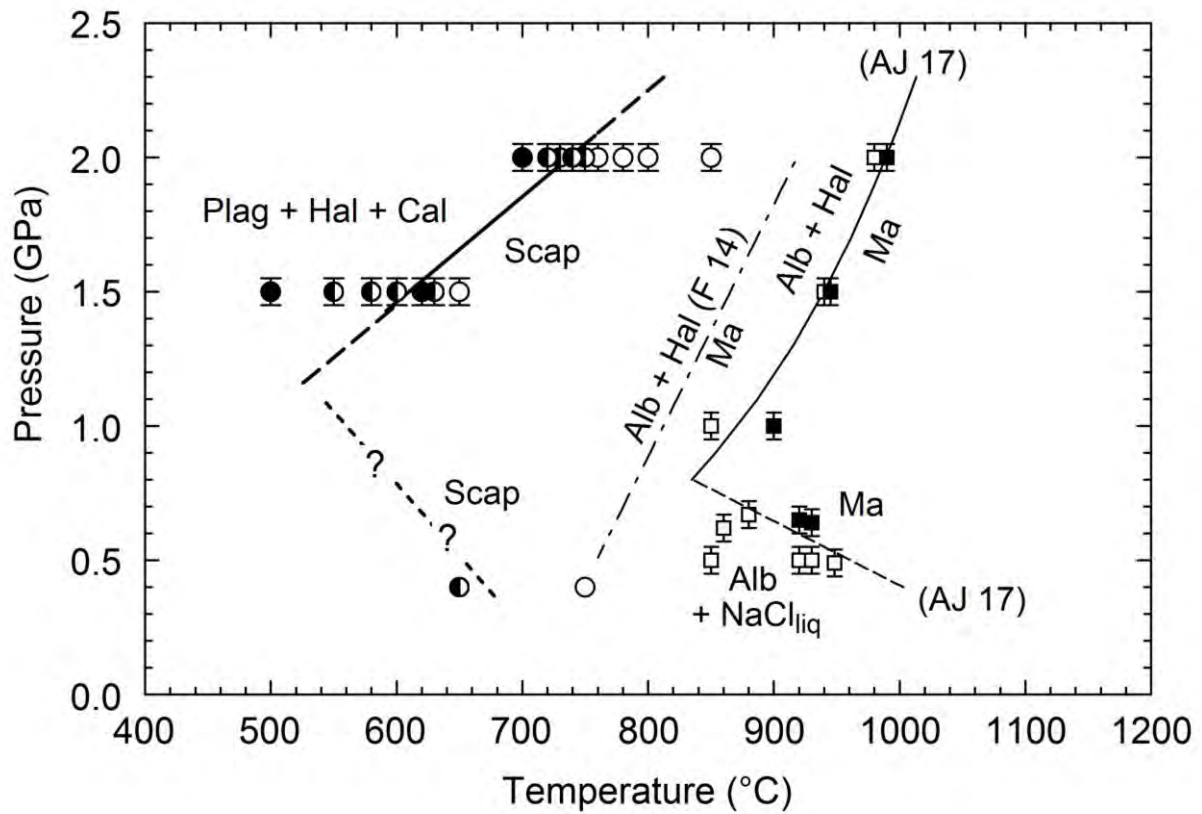 2.5
2.0
1.5
1.0
0.5
0.0
Pressure (GPa)
(AJ 17)
Plag + Hal + Cal
Scap
Alb + Hal
Ma
Alb + Hal (F 14)
Ma
Scap
?
?
Ma
Alb
+ NaCl_liq
(AJ 17)
400 500 600 700 800 900 1000 1100 1200
Temperature (°C)